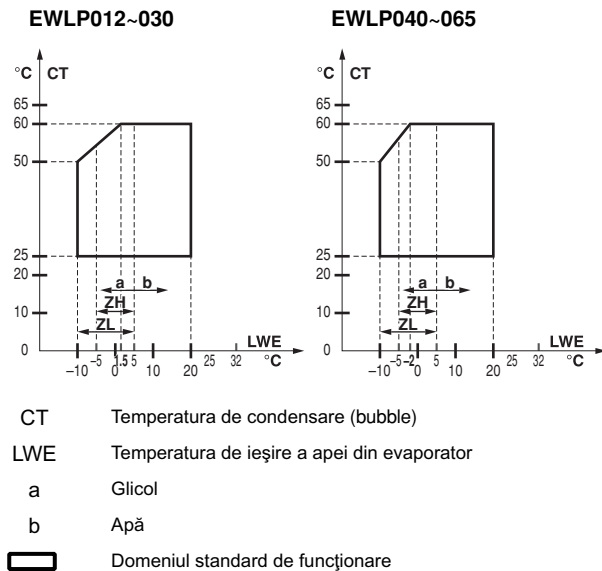 EWLP012~030
EWLP040~065
°C CT
65
60
50
25
20
10
0
a b
ZH
ZL
LWE
°C
–10 –5 0 1.5 5 10 20 25 32
°C CT
65
60
50
25
20
10
0
a b
ZH
ZL
LWE
°C
–10 –5 –2 0 5 10 20 25 32
CT Temperatura de condensare (bubble)
LWE Temperatura de ieşire a apei din evaporator
a Glicol
b Apă
Domeniul standard de funcţionare